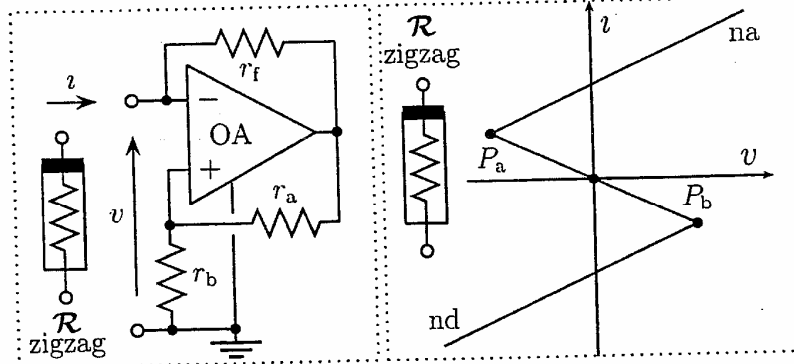 r_f
ı
−
OA
+
v
r_a
r_b
𝓡
zigzag
nd
𝓡
zigzag
ı
na
P_a
v
P_b